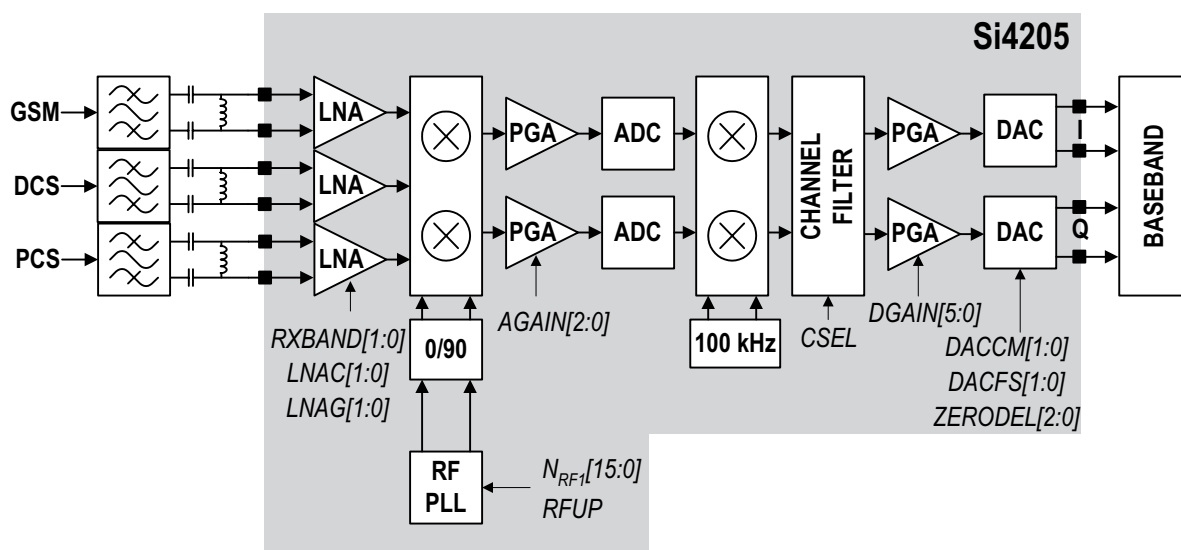 Si4205
GSM
DCS
PCS
LNA
LNA
LNA
PGA
PGA
ADC
ADC
CHANNEL
FILTER
PGA
PGA
DAC
DAC
I
Q
BASEBAND
RXBAND[1:0]
LNAC[1:0]
LNAG[1:0]
0/90
AGAIN[2:0]
100 kHz
CSEL
DGAIN[5:0]
DACCM[1:0]
DACFS[1:0]
ZERODEL[2:0]
RF
PLL
NRF1[15:0]
RFUP